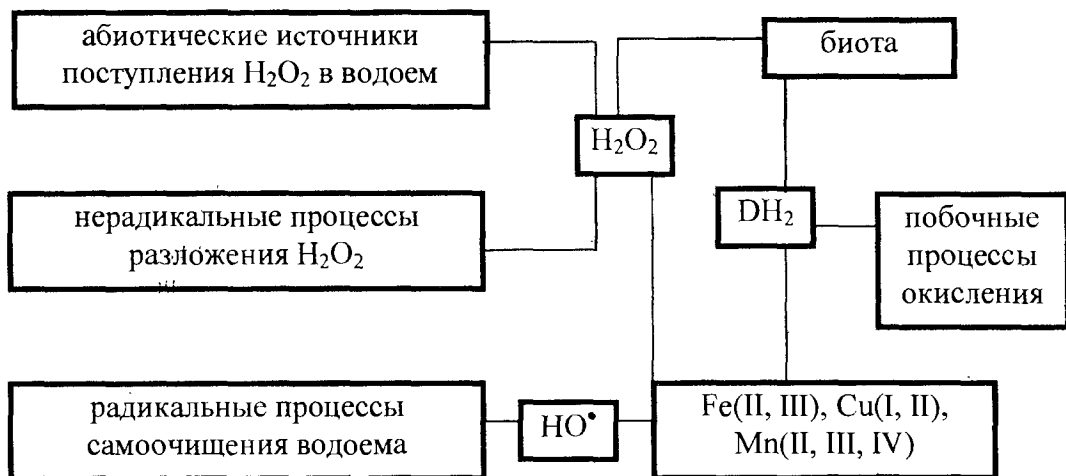 абиотические источники
поступления H₂O₂ в водоем
биота
H₂O₂
нерадикальные процессы
разложения H₂O₂
DH₂
побочные
процессы
окисления
радикальные процессы
самоочищения водоема
HO•
Fe(II, III), Cu(I, II),
Mn(II, III, IV)